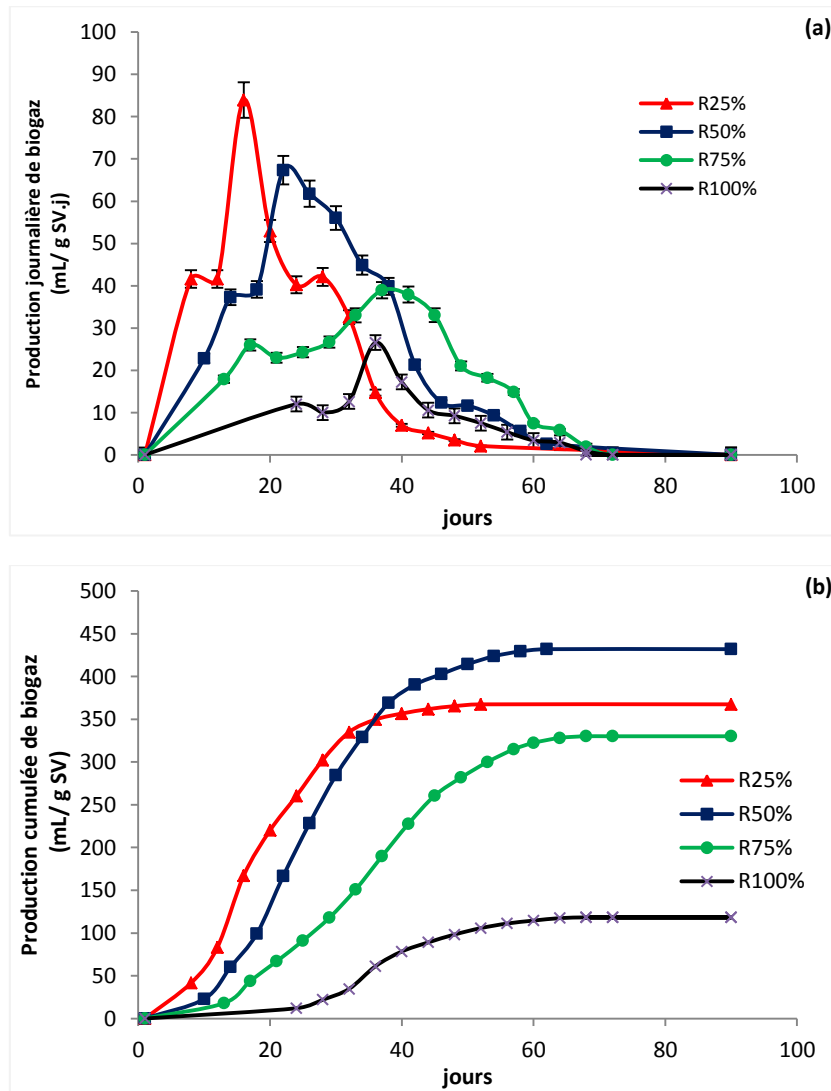 (a)
Production journalière de biogaz
(mL/ g SV.j)
100
90
80
70
60
50
40
30
20
10
0
R25%
R50%
R75%
R100%
0 20 40 60 80 100
jours
(b)
Production cumulée de biogaz
(mL/ g SV)
500
450
400
350
300
250
200
150
100
50
0
R25%
R50%
R75%
R100%
0 20 40 60 80 100
jours